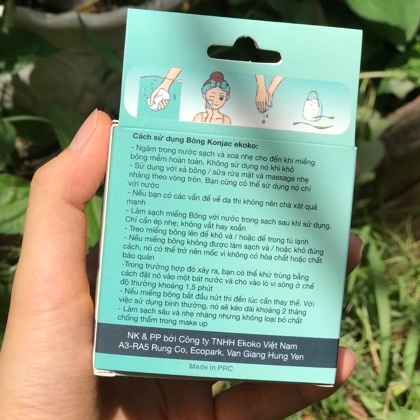 Cách sử dụng Bông Konjac ekoko:
- Ngâm trong nước sạch và xoa nhẹ cho đến khi miếng
bông mềm hoàn toàn. Không sử dụng nó khi khô
- Sử dụng với xà bông / sữa rửa mặt và massage nhẹ
nhàng theo vòng tròn. Bạn cũng có thể sử dụng nó chỉ
với nước
- Nếu bạn có các vấn đề về da thì không nên chà xát quá
mạnh
- Làm sạch miếng Bông với nước trong sạch sau khi sử dụng.
Chỉ cần ép nhẹ; không vắt hay xoắn
- Treo miếng bông lên để khô và / hoặc để trong tủ lạnh
- Nếu miếng bông không được làm sạch và / hoặc khô đúng
cách, nó có thể trở nên mốc vì không có hóa chất hoặc chất
bảo quản
-Trong trường hợp đó xảy ra, bạn có thể khử trùng bằng
cách đặt nó vào một bát nước và cho vào lò vi sóng ở chế
độ thường khoảng 1,5 phút
- Nếu miếng bông bắt đầu nứt thì đến lúc cần thay thế. Với
việc sử dụng bình thường, nó sẽ kéo dài khoảng 2 tháng
- Làm sạch sâu và nhẹ nhàng nhưng không loại bỏ chất
chống thấm trong make up
NK & PP bởi Công ty TNHH Ekoko Việt Nam
A3-RA5 Rung Co, Ecopark, Van Giang Hung Yen
Made in PRC